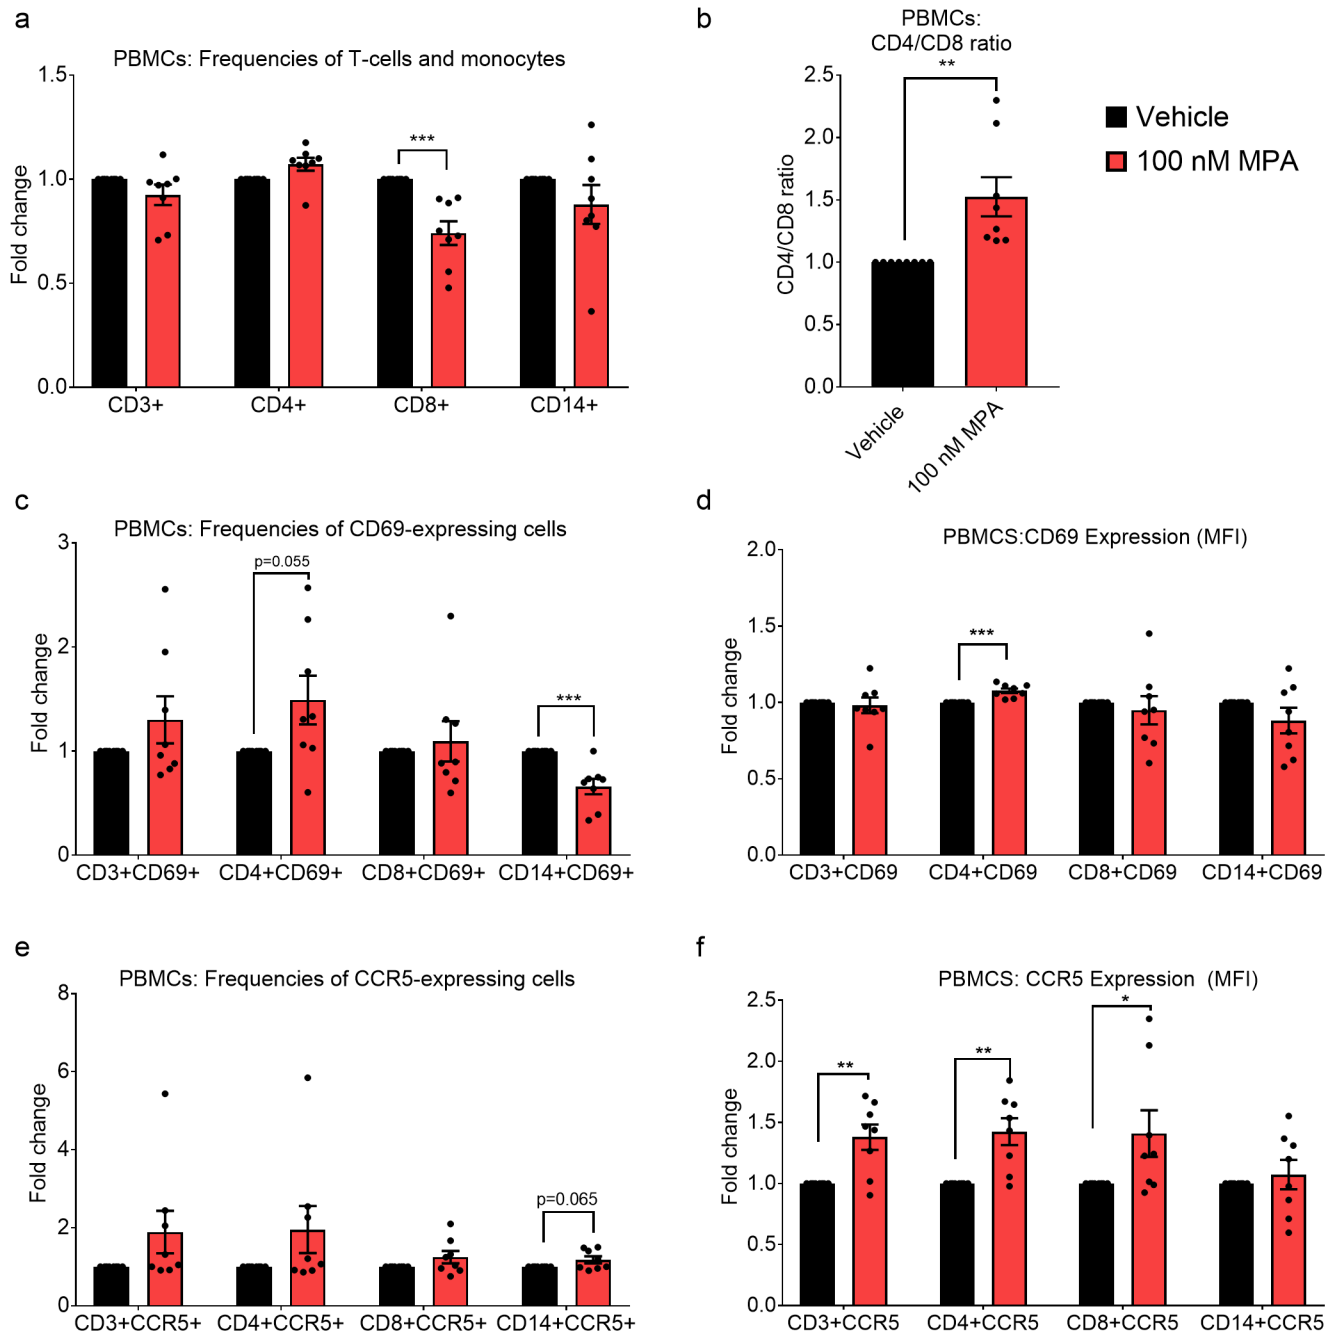 a
PBMCs: Frequencies of T-cells and monocytes
Fold change
1.5
1.0
0.5
0.0
***
CD3+ CD4+ CD8+ CD14+
b
PBMCs:
CD4/CD8 ratio
CD4/CD8 ratio
2.5
2.0
1.5
1.0
0.5
0.0
**
Vehicle
100 nM MPA
Vehicle
100 nM MPA
c
PBMCs: Frequencies of CD69-expressing cells
Fold change
3
2
1
0
p=0.055
***
CD3+CD69+ CD4+CD69+ CD8+CD69+ CD14+CD69+
d
PBMCS:CD69 Expression (MFI)
Fold change
2.0
1.5
1.0
0.5
0.0
***
CD3+CD69 CD4+CD69 CD8+CD69 CD14+CD69
e
PBMCs: Frequencies of CCR5-expressing cells
Fold change
8
6
4
2
0
p=0.065
CD3+CCR5+ CD4+CCR5+ CD8+CCR5+ CD14+CCR5+
f
PBMCS: CCR5 Expression (MFI)
Fold change
2.5
2.0
1.5
1.0
0.5
0.0
**
**
*
CD3+CCR5 CD4+CCR5 CD8+CCR5 CD14+CCR5